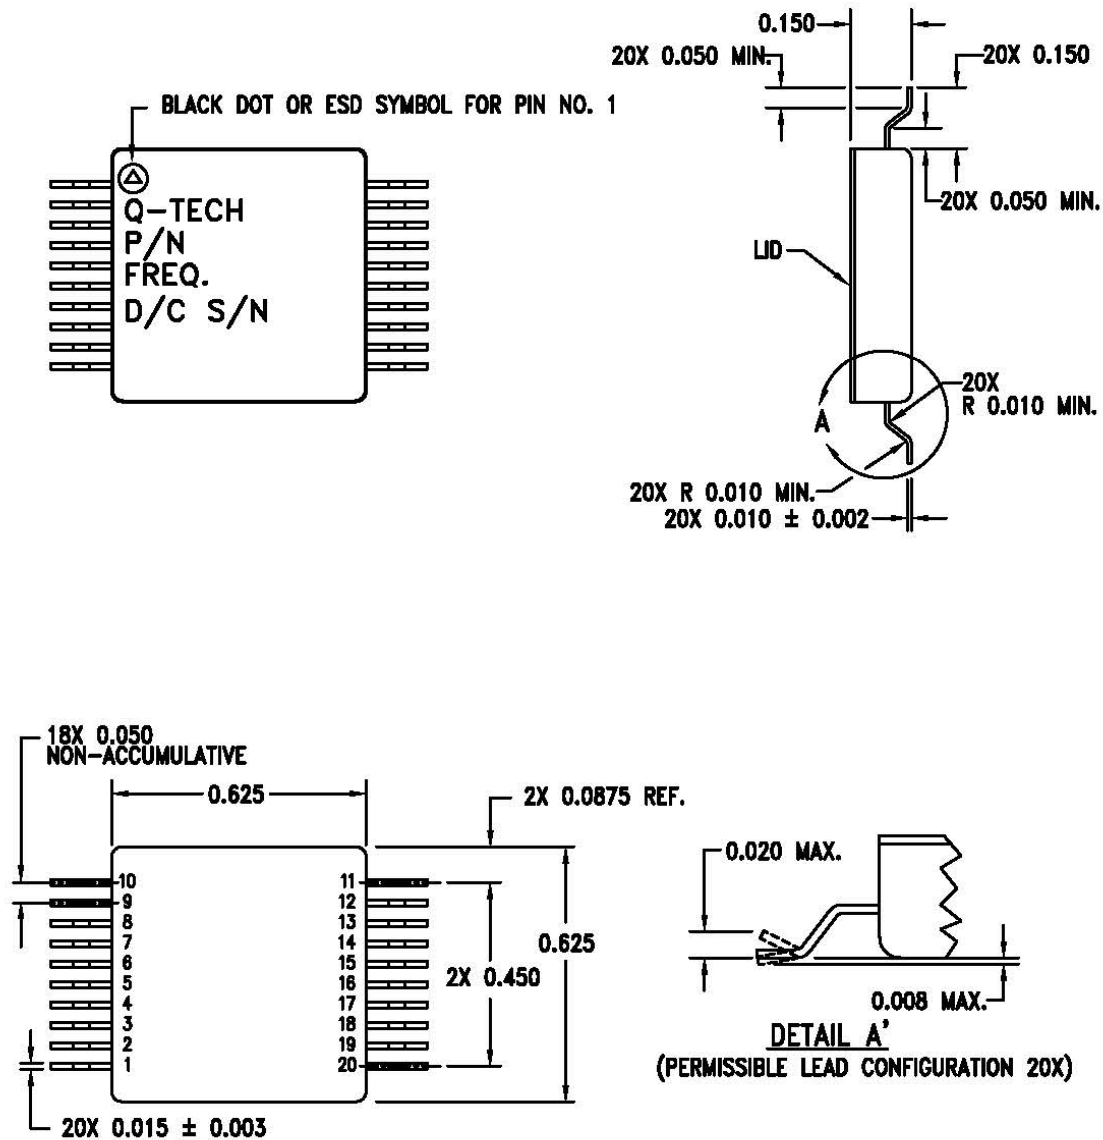 0.150
20X 0.050 MIN.
20X 0.150
BLACK DOT OR ESD SYMBOL FOR PIN NO. 1
Q-TECH
P/N
FREQ.
D/C S/N
20X 0.050 MIN.
LID
20X
R 0.010 MIN.
A
20X R 0.010 MIN.
20X 0.010 ± 0.002
18X 0.050
NON-ACCUMULATIVE
0.625
2X 0.0875 REF.
10
9
8
7
6
5
4
3
2
1
11
12
13
14
15
16
17
18
19
20
2X 0.450
0.625
20X 0.015 ± 0.003
0.020 MAX.
0.008 MAX.
DETAIL A'
(PERMISSIBLE LEAD CONFIGURATION 20X)